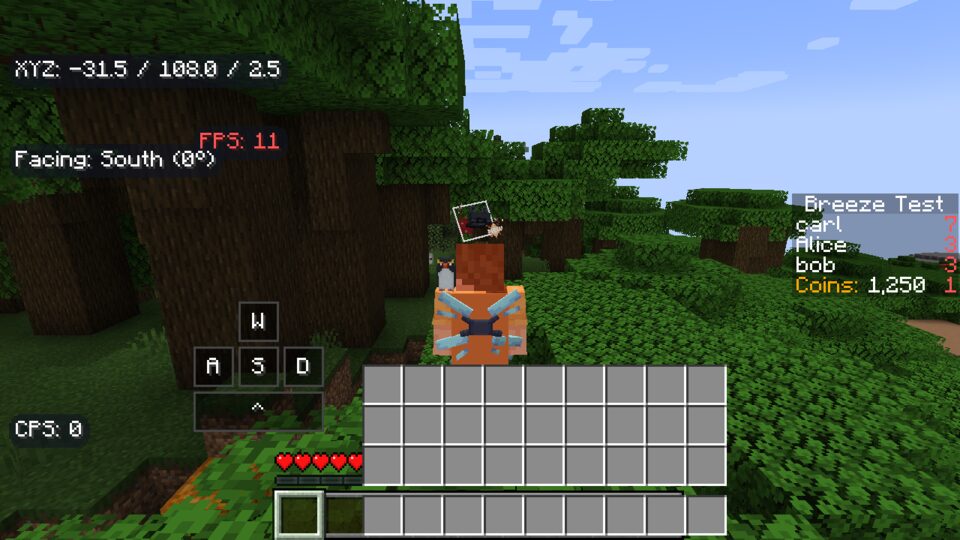 XYZ: -31.5 / 108.0 / 2.5
FPS: 11
Facing: South (0°)
Breeze Test
carl 7
Alice 3
bob 3
Coins: 1,250 1
W
A S D
^
CPS: 0